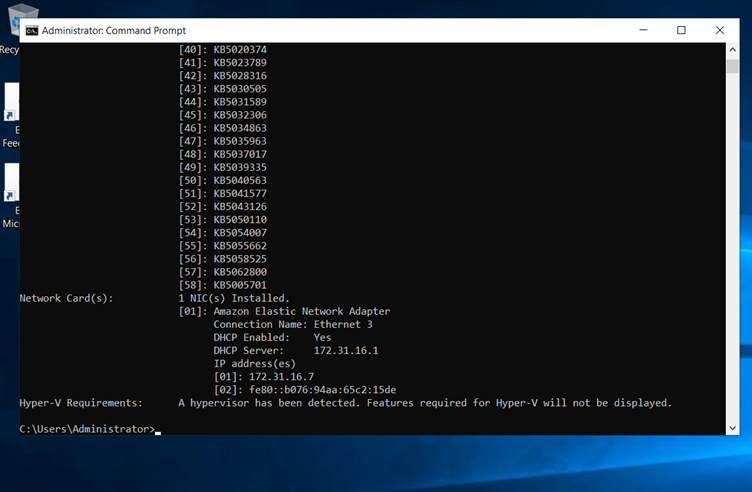 Administrator: Command Prompt
Recy
[40]: KB5020374
[41]: KB5023789
[42]: KB5028316
[43]: KB5030505
[44]: KB5031589
[45]: KB5032306
[46]: KB5034863
[47]: KB5035963
[48]: KB5037017
[49]: KB5039335
[50]: KB5040563
[51]: KB5041577
[52]: KB5043126
[53]: KB5050110
[54]: KB5054007
[55]: KB5055662
[56]: KB5058525
[57]: KB5062800
[58]: KB5005701
E
Feed
E
Mic
Network Card(s): 1 NIC(s) Installed.
[01]: Amazon Elastic Network Adapter
Connection Name: Ethernet 3
DHCP Enabled: Yes
DHCP Server: 172.31.16.1
IP address(es)
[01]: 172.31.16.7
[02]: fe80::b076:94aa:65c2:15de
Hyper-V Requirements: A hypervisor has been detected. Features required for Hyper-V will not be displayed.
C:\Users\Administrator>